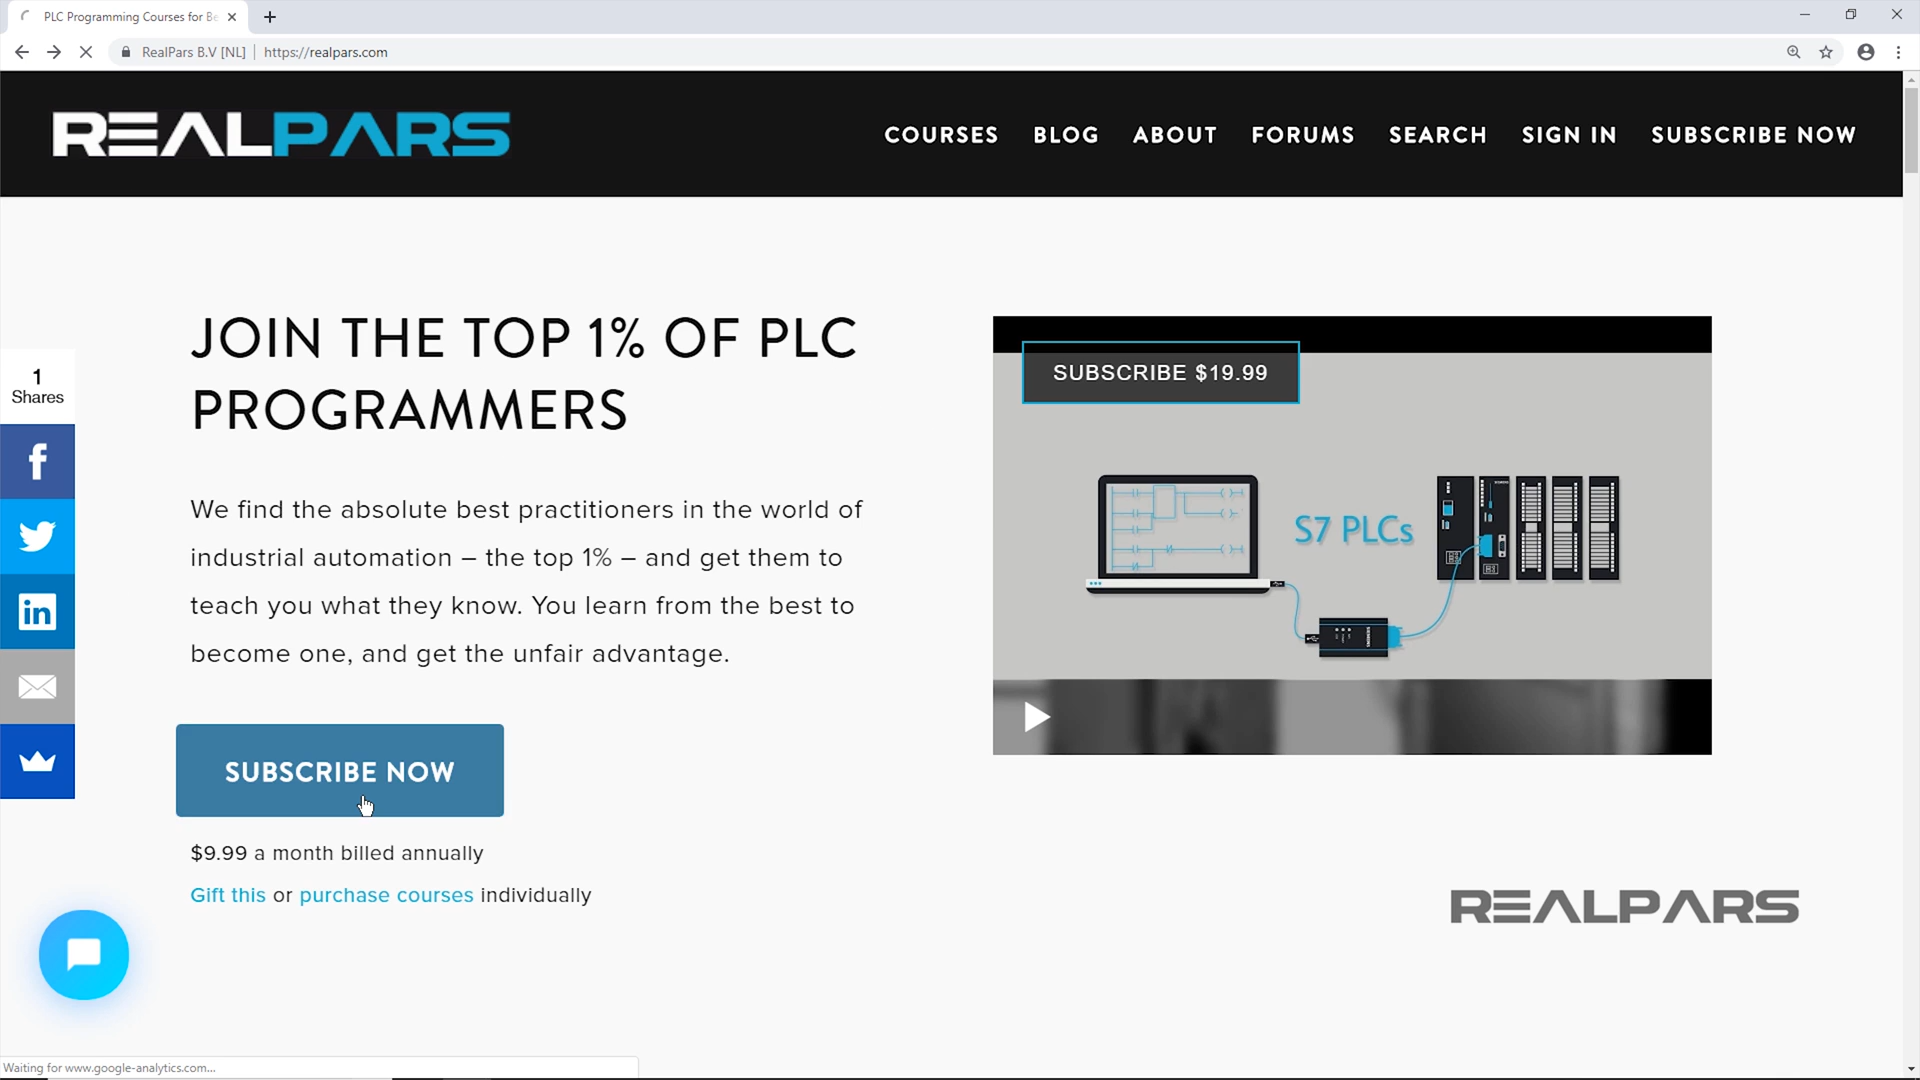 PLC Programming Courses for Be
RealPars B.V [NL] https://realpars.com
REALPARS
COURSES BLOG ABOUT FORUMS SEARCH SIGN IN SUBSCRIBE NOW
JOIN THE TOP 1% OF PLC
PROGRAMMERS
We find the absolute best practitioners in the world of
industrial automation – the top 1% – and get them to
teach you what they know. You learn from the best to
become one, and get the unfair advantage.
SUBSCRIBE NOW
$9.99 a month billed annually
Gift this or purchase courses individually
1
Shares
SUBSCRIBE $19.99
S7 PLCs
REALPARS
Waiting for www.google-analytics.com...